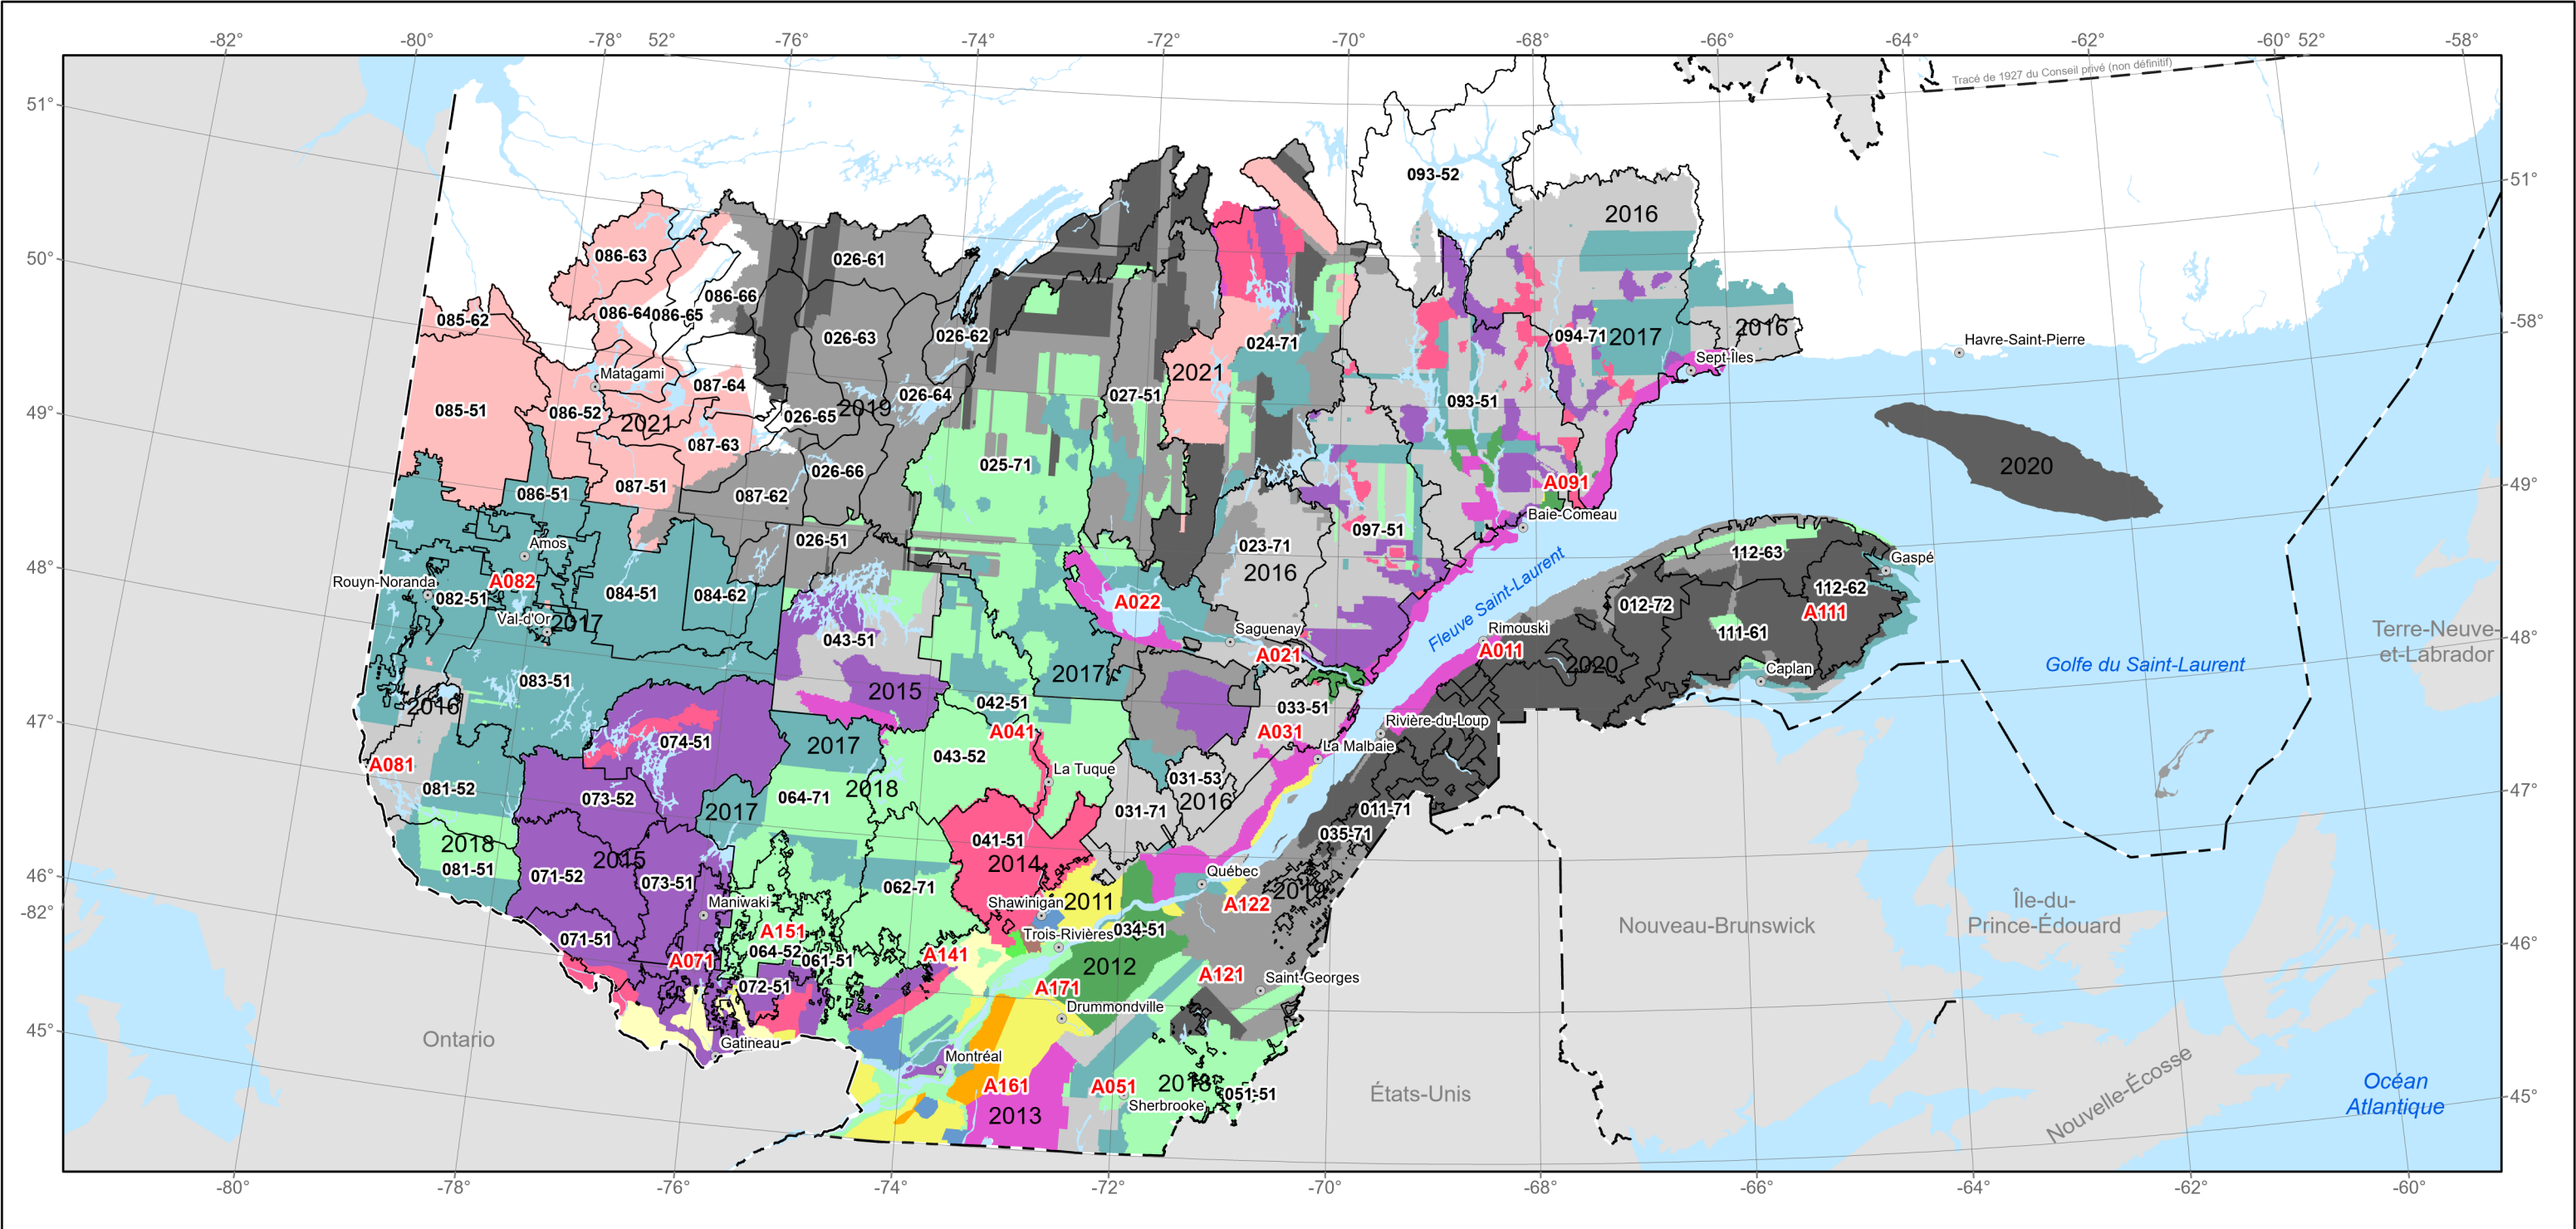 -82°
-80°
-78°
52°
-76°
-74°
-72°
-70°
-68°
-66°
-64°
-62°
-60°
52
-58°
Tracé de 1927 du Conseil privé (non définitif)
51°
093-52
51°
2016
086-63
026-61
50°
086-66
086-64
086-65
085-62
026-63
026-62
024-71
094-71
2017
2016
-58°
Havre-Saint-Pierre
Sept-Îles
Matagami
2021
087-64
026-64
027-51
093-51
49°
085-51
086-52
2021
026-65
2019
087-63
025-71
2020
026-66
087-51
087-62
A091
49°
086-51
Baie-Comeau
097-51
026-51
023-71
Amos
2016
112-63
Gaspé
48°
Rouyn-Noranda
A082
082-51
084-51
084-62
A022
Fleuve Saint-Laurent
012-72
112-62
A111
Val-d'Or
2017
043-51
Saguenay
Rimouski
111-61
Terre-Neuve-
et-Labrador
48°
A021
A011
2020
Caplan
Golfe du Saint-Laurent
083-51
2017
2015
2016
042-51
033-51
47°
A041
A031
Rivière-du-Loup
074-51
2017
043-52
La Malbaie
A081
La Tuque
031-53
081-52
073-52
064-71
2018
2016
47°
2017
031-71
011-71
2018
041-51
035-71
081-51
2015
2014
46°
071-52
073-51
062-71
Québec
2019
-82°
Maniwaki
Shawinigan
2011
A122
Île-du-
Prince-Édouard
Nouveau-Brunswick
071-51
A151
Trois-Rivières
034-51
46°
064-52
061-51
A141
A071
2012
A121
Saint-Georges
072-51
A171
Drummondville
45°
Ontario
Gatineau
Montréal
A161
A051
2018
051-51
États-Unis
Nouvelle-Écosse
Océan
Atlantique
45°
2013
Sherbrooke
-80°
-78°
-76°
-74°
-72°
-70°
-68°
-66°
-64°
-62°
-60°